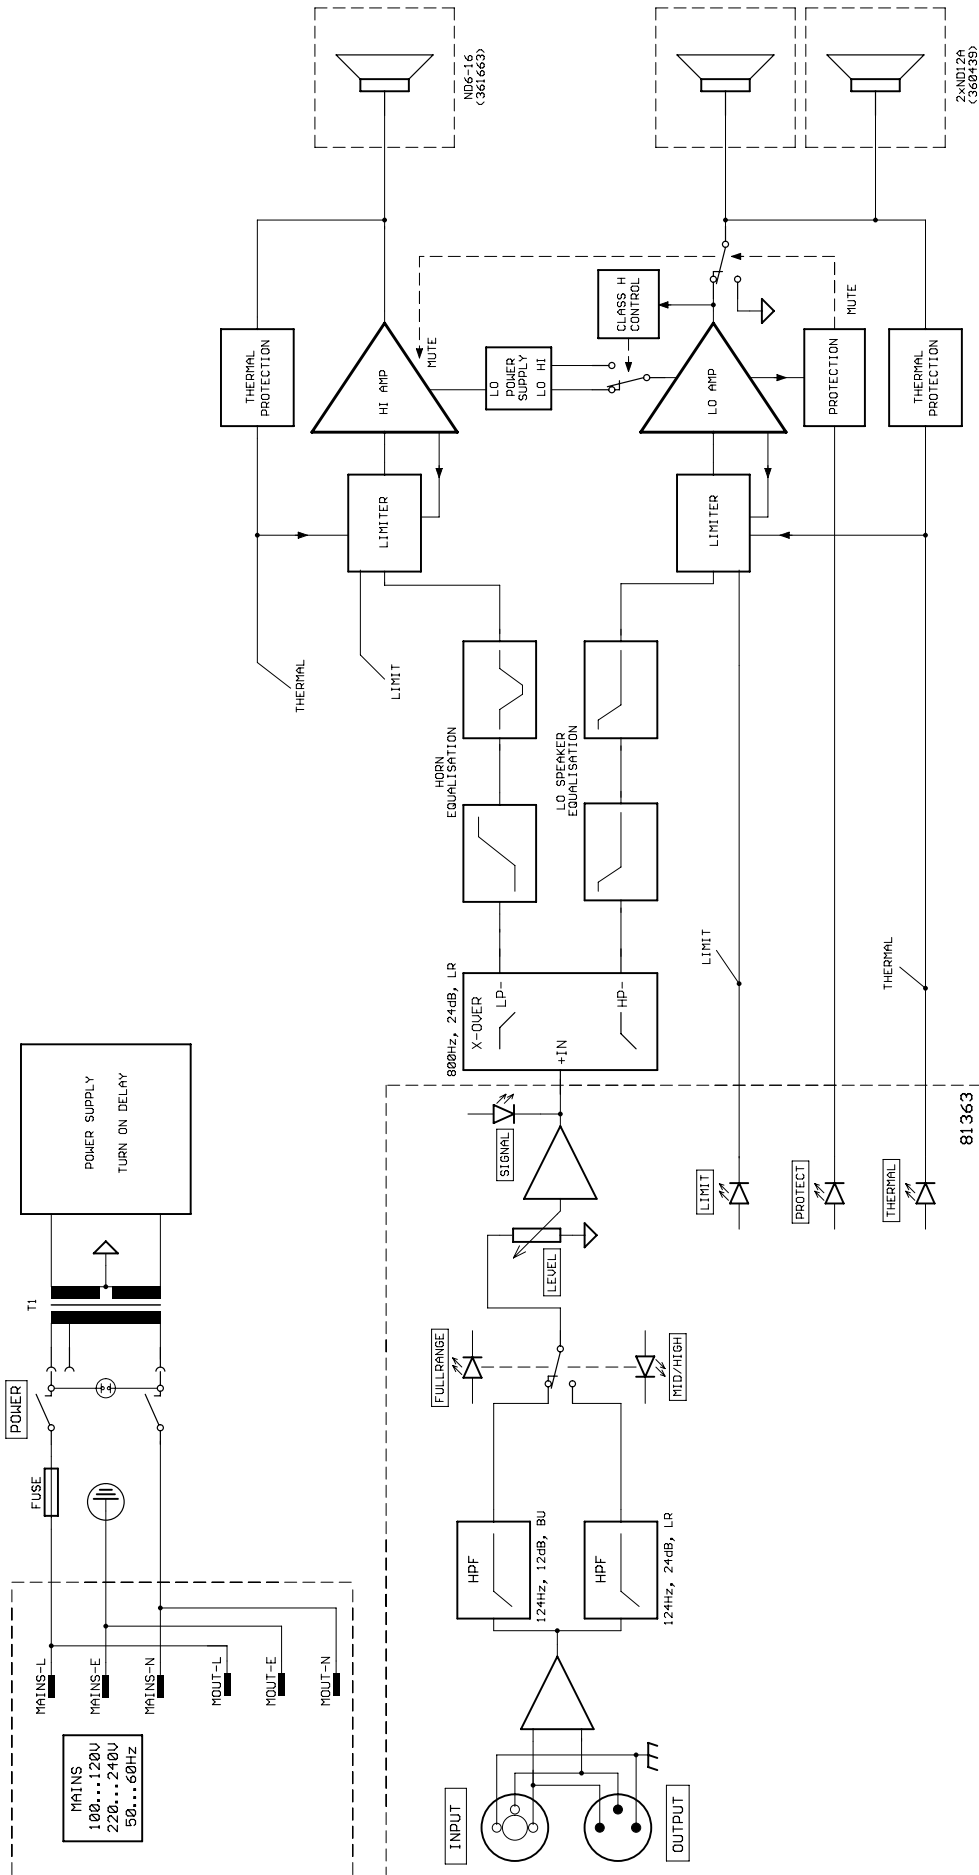 MAINS
100...120V
220...240V
50...60Hz
MAINS-L
MAINS-E
MAINS-N
MOUT-L
MOUT-E
MOUT-N
FUSE
POWER
T1
POWER SUPPLY
TURN ON DELAY
INPUT
OUTPUT
HPF
124Hz, 12dB, BU
HPF
124Hz, 24dB, LR
FULLRANGE
MID/HIGH
LEVEL
SIGNAL
LIMIT
PROTECT
THERMAL
81363
800Hz, 24dB, LR
X-OVER
LP
+IN
HP
LIMIT
THERMAL
HORN
EQUALISATION
LO SPEAKER
EQUALISATION
THERMAL
LIMIT
LIMITER
LIMITER
THERMAL
PROTECTION
HI AMP
MUTE
LO
POWER
SUPPLY
LO HI
CLASS H
CONTROL
LO AMP
PROTECTION
MUTE
THERMAL
PROTECTION
ND6-16
(361663)
2xND12A
(360439)